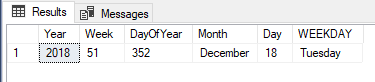 Results Messages
Year Week DayOfYear Month Day WEEKDAY
1 2018 51 352 December 18 Tuesday